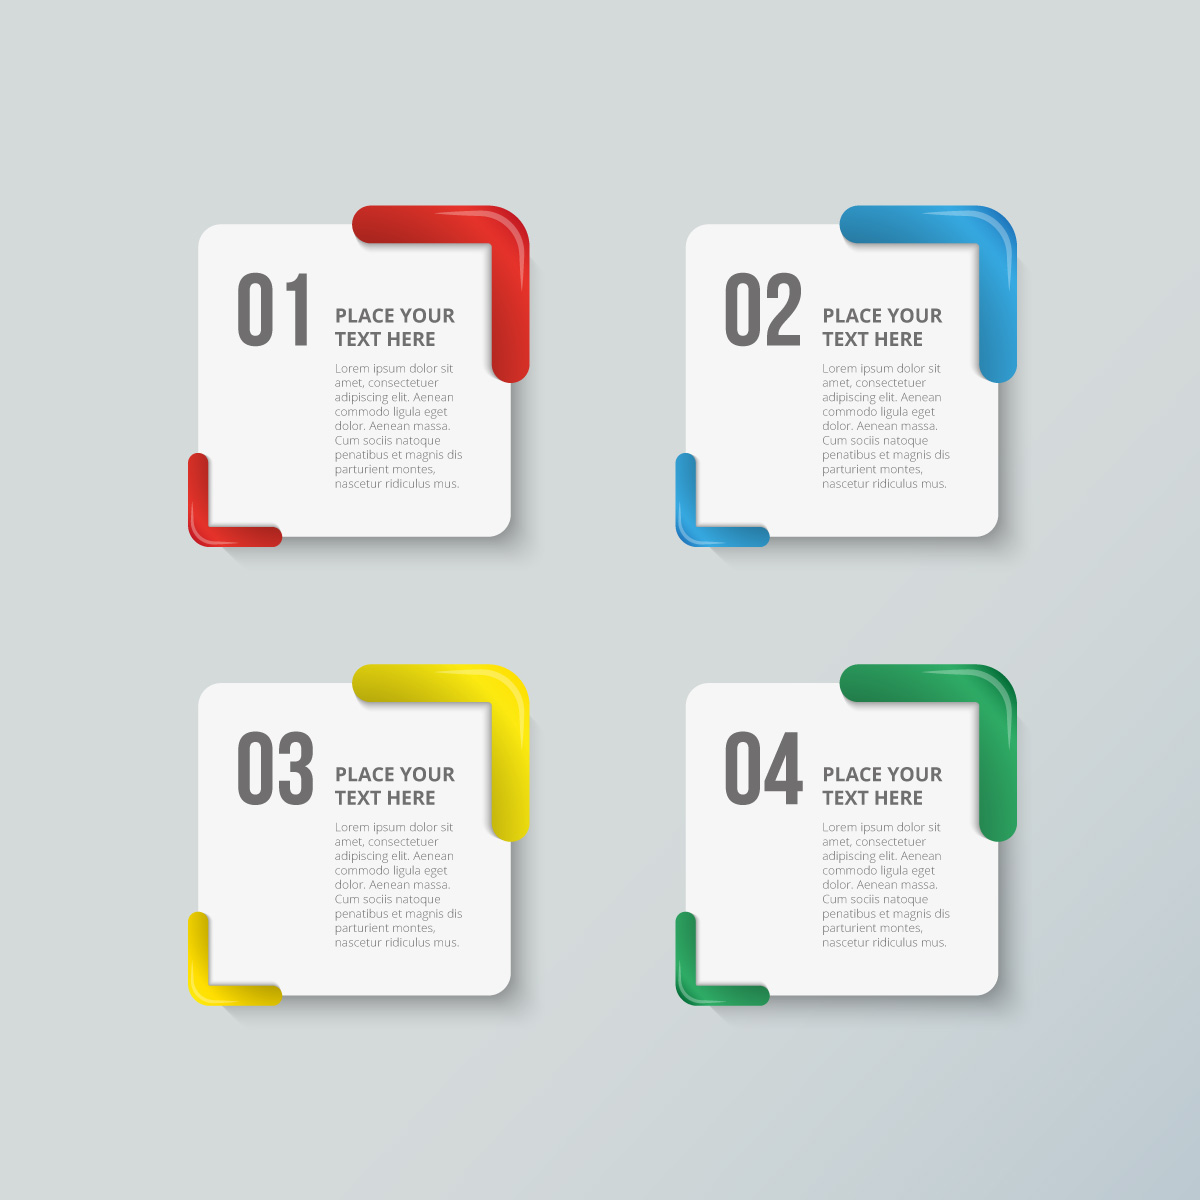 01
PLACE YOUR
TEXT HERE
Lorem ipsum dolor sit
amet, consectetuer
adipiscing elit. Aenean
commodo ligula eget
dolor. Aenean massa.
Cum sociis natoque
penatibus et magnis dis
parturient montes,
nascetur ridiculus mus.
02
PLACE YOUR
TEXT HERE
Lorem ipsum dolor sit
amet, consectetuer
adipiscing elit. Aenean
commodo ligula eget
dolor. Aenean massa.
Cum sociis natoque
penatibus et magnis dis
parturient montes,
nascetur ridiculus mus.
03
PLACE YOUR
TEXT HERE
Lorem ipsum dolor sit
amet, consectetuer
adipiscing elit. Aenean
commodo ligula eget
dolor. Aenean massa.
Cum sociis natoque
penatibus et magnis dis
parturient montes,
nascetur ridiculus mus.
04
PLACE YOUR
TEXT HERE
Lorem ipsum dolor sit
amet, consectetuer
adipiscing elit. Aenean
commodo ligula eget
dolor. Aenean massa.
Cum sociis natoque
penatibus et magnis dis
parturient montes,
nascetur ridiculus mus.